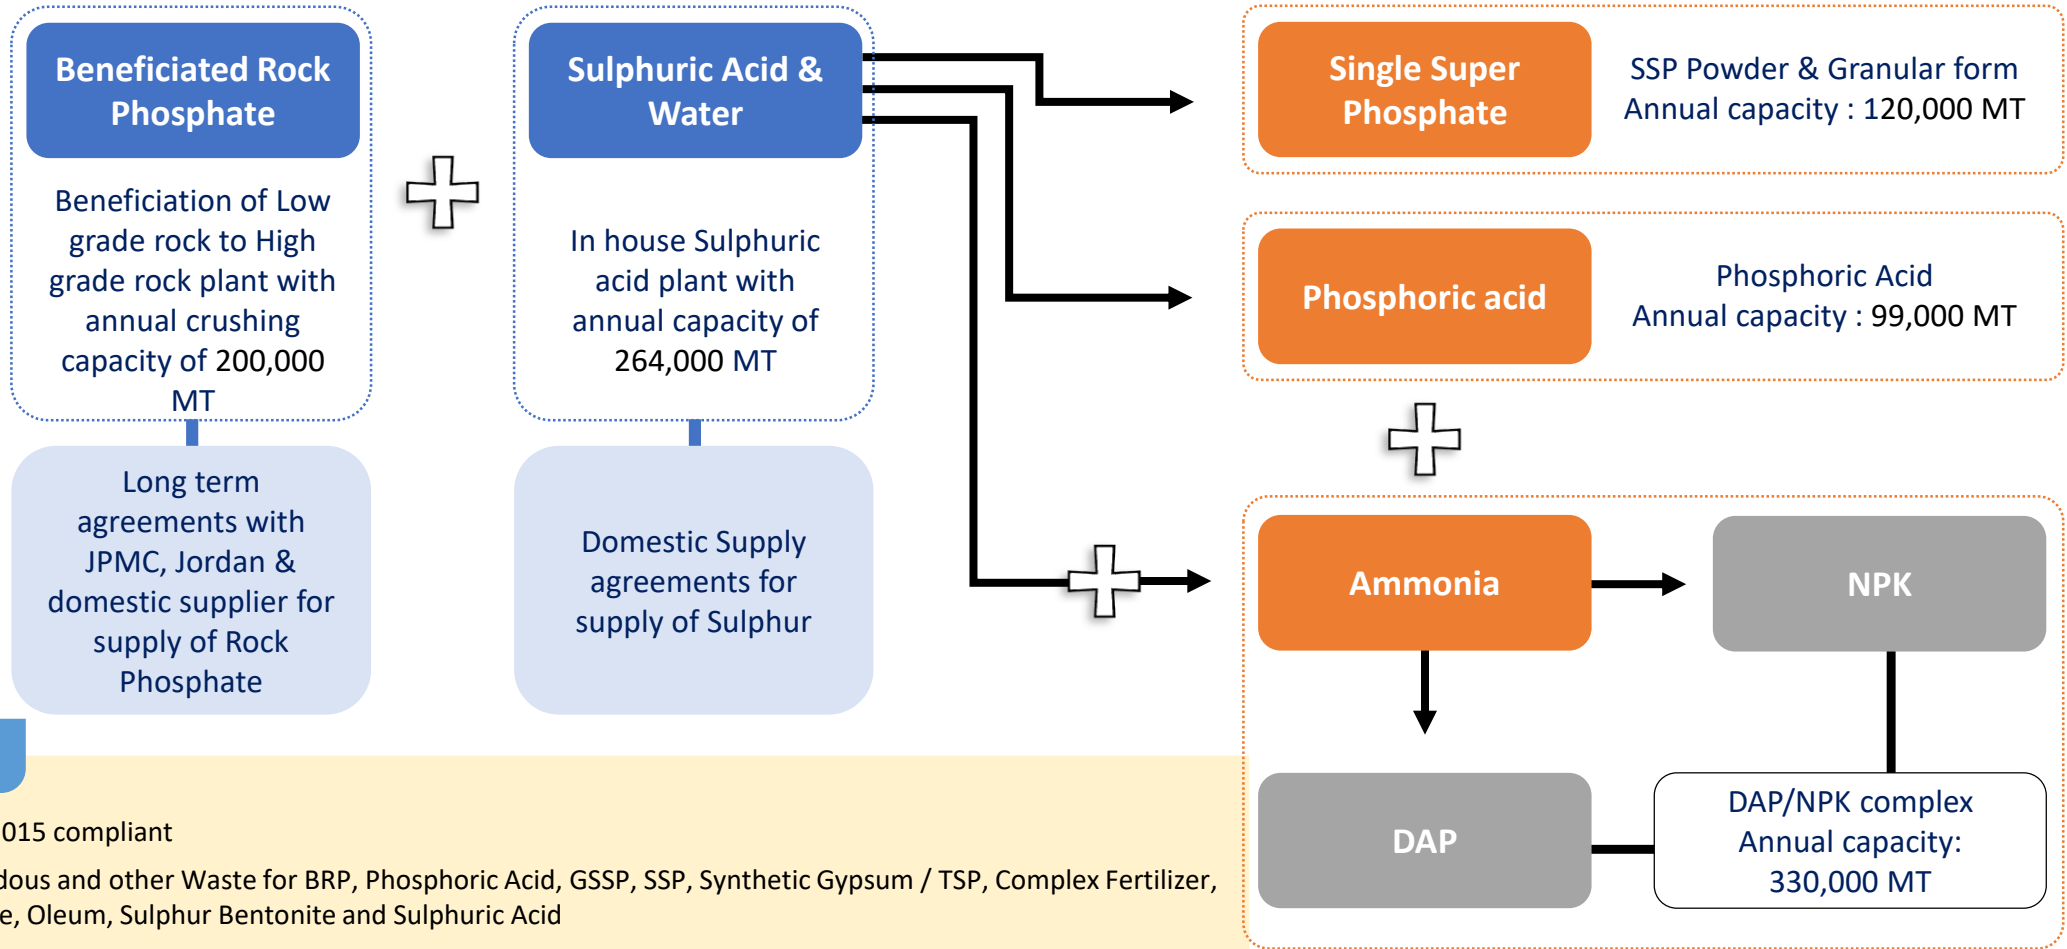 Beneficiated Rock
Phosphate
Beneficiation of Low
grade rock to High
grade rock plant with
annual crushing
capacity of 200,000
MT
Long term
agreements with
JPMC, Jordan &
domestic supplier for
supply of Rock
Phosphate
Sulphuric Acid &
Water
In house Sulphuric
acid plant with
annual capacity of
264,000 MT
Domestic Supply
agreements for
supply of Sulphur
Single Super
Phosphate
SSP Powder & Granular form
Annual capacity : 120,000 MT
Phosphoric acid
Phosphoric Acid
Annual capacity : 99,000 MT
Ammonia
NPK
DAP
DAP/NPK complex
Annual capacity:
330,000 MT
015 compliant
dous and other Waste for BRP, Phosphoric Acid, GSSP, SSP, Synthetic Gypsum / TSP, Complex Fertilizer,
e, Oleum, Sulphur Bentonite and Sulphuric Acid